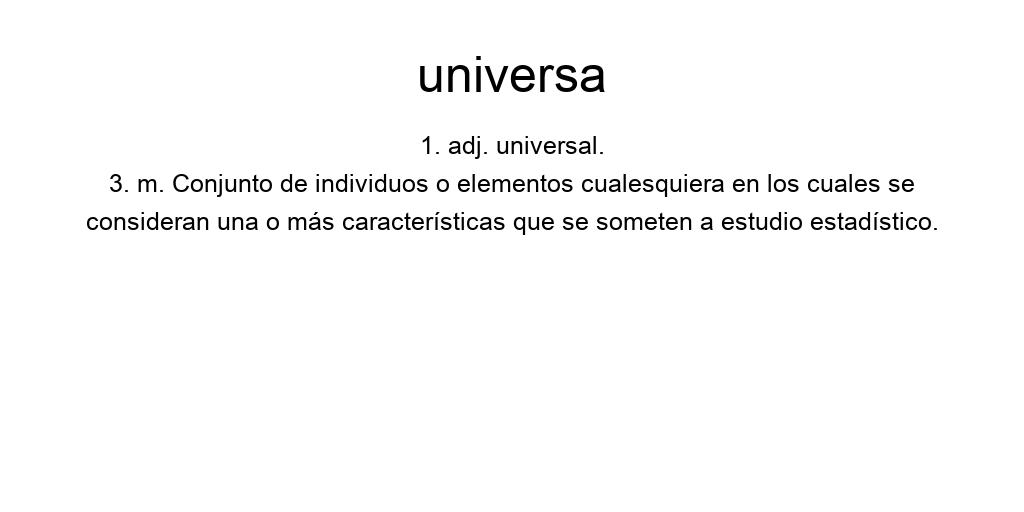 universa
1. adj. universal.
3. m. Conjunto de individuos o elementos cualesquiera en los cuales se
consideran una o más características que se someten a estudio estadístico.